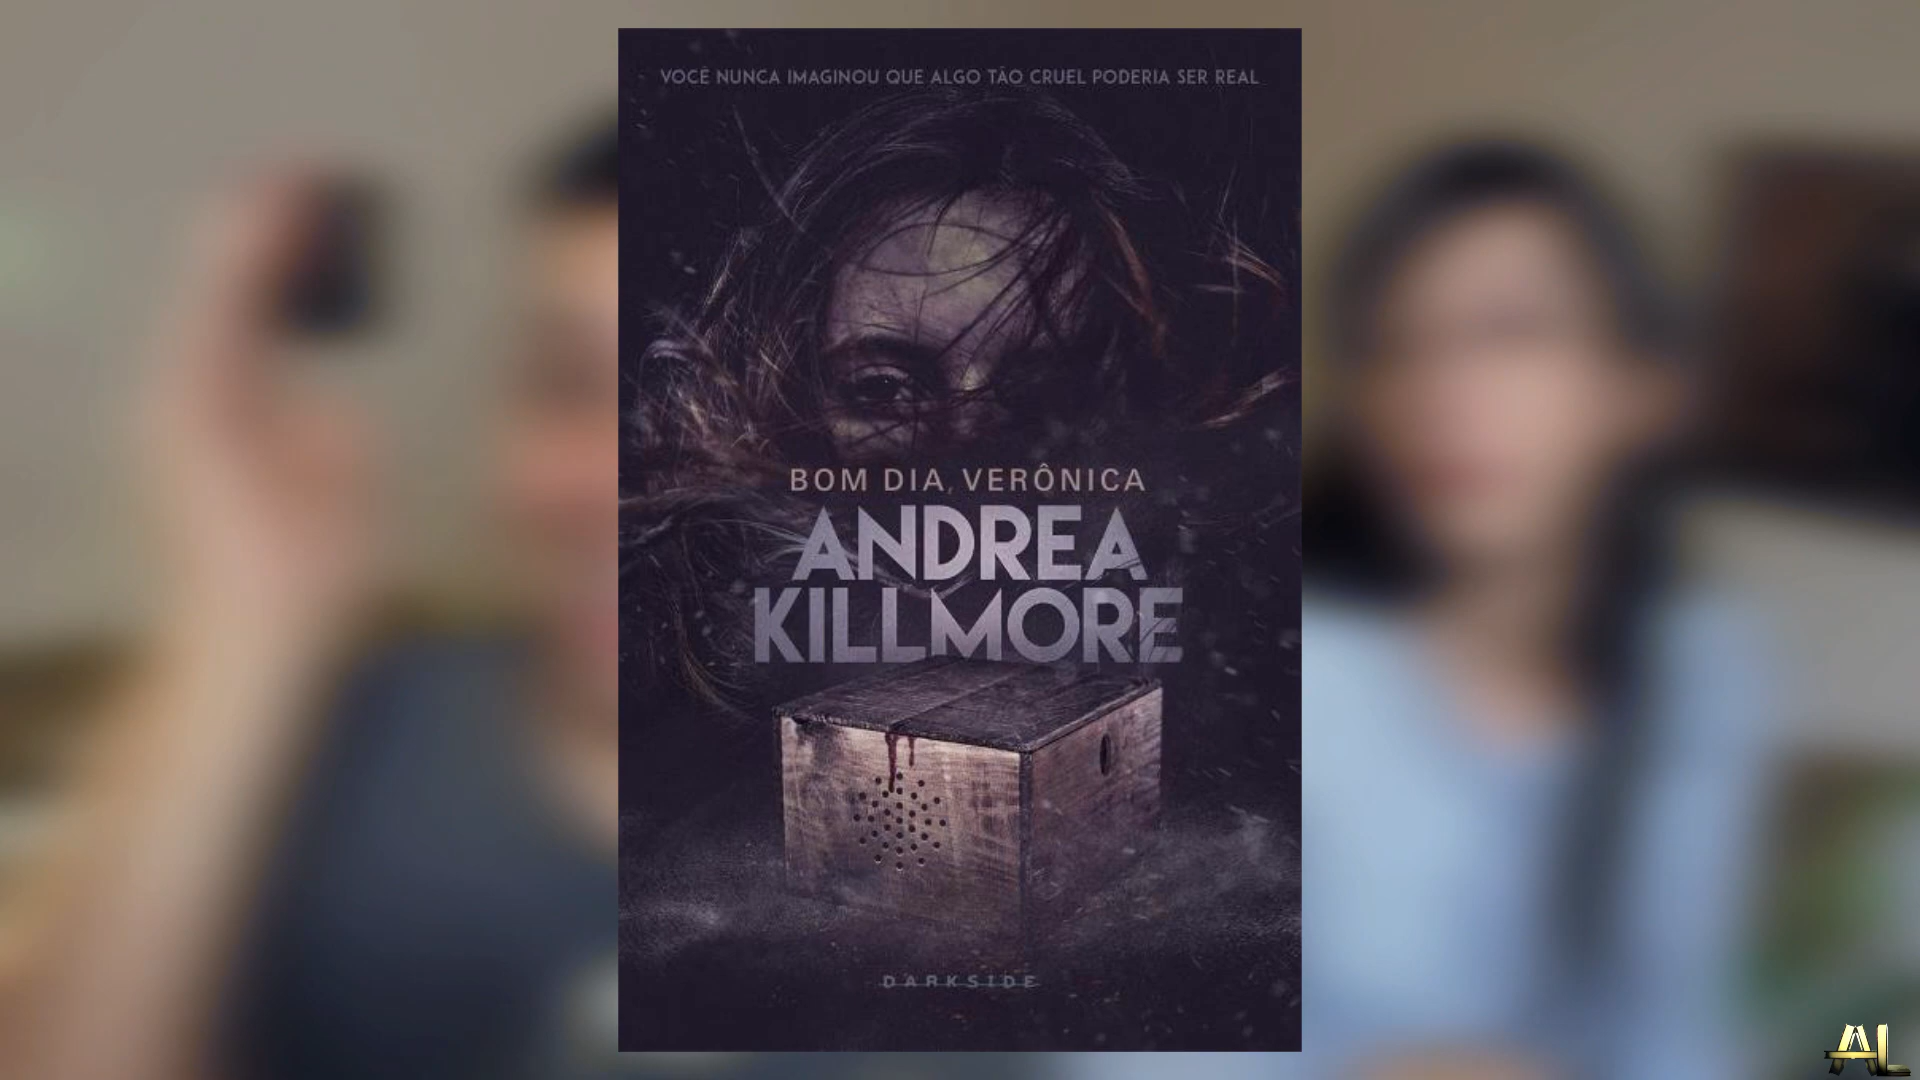 VOCÊ NUNCA IMAGINOU QUE ALGO TÃO CRUEL PODERIA SER REAL
BOM DIA, VERÔNICA
ANDREA
KILLMORE
DARKSIDE
AL